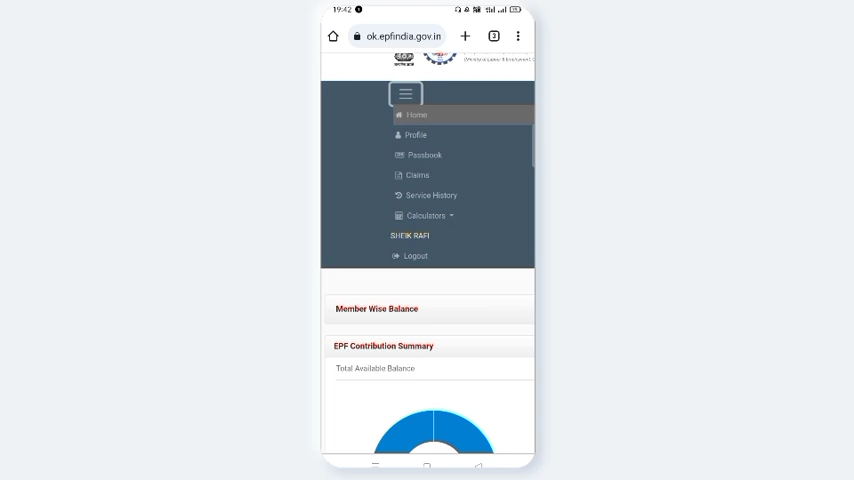 19:42
ok.epfindia.gov.in
3
Home
Profile
Passbook
Claims
Service History
Calculators
SHEIK RAFI
Logout
Member Wise Balance
EPF Contribution Summary
Total Available Balance